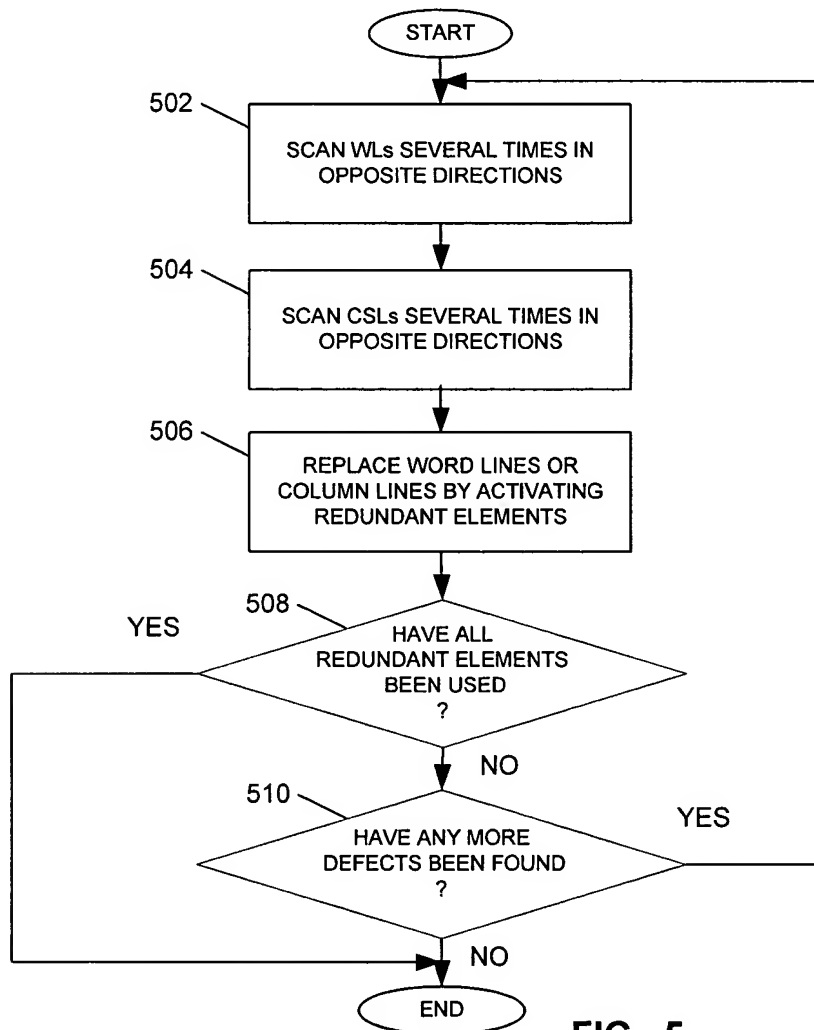 START
502
SCAN WLs SEVERAL TIMES IN
OPPOSITE DIRECTIONS
504
SCAN CSLs SEVERAL TIMES IN
OPPOSITE DIRECTIONS
506
REPLACE WORD LINES OR
COLUMN LINES BY ACTIVATING
REDUNDANT ELEMENTS
508
YES
HAVE ALL
REDUNDANT ELEMENTS
BEEN USED
?
NO
510
YES
HAVE ANY MORE
DEFECTS BEEN FOUND
?
NO
END
FIG. 5